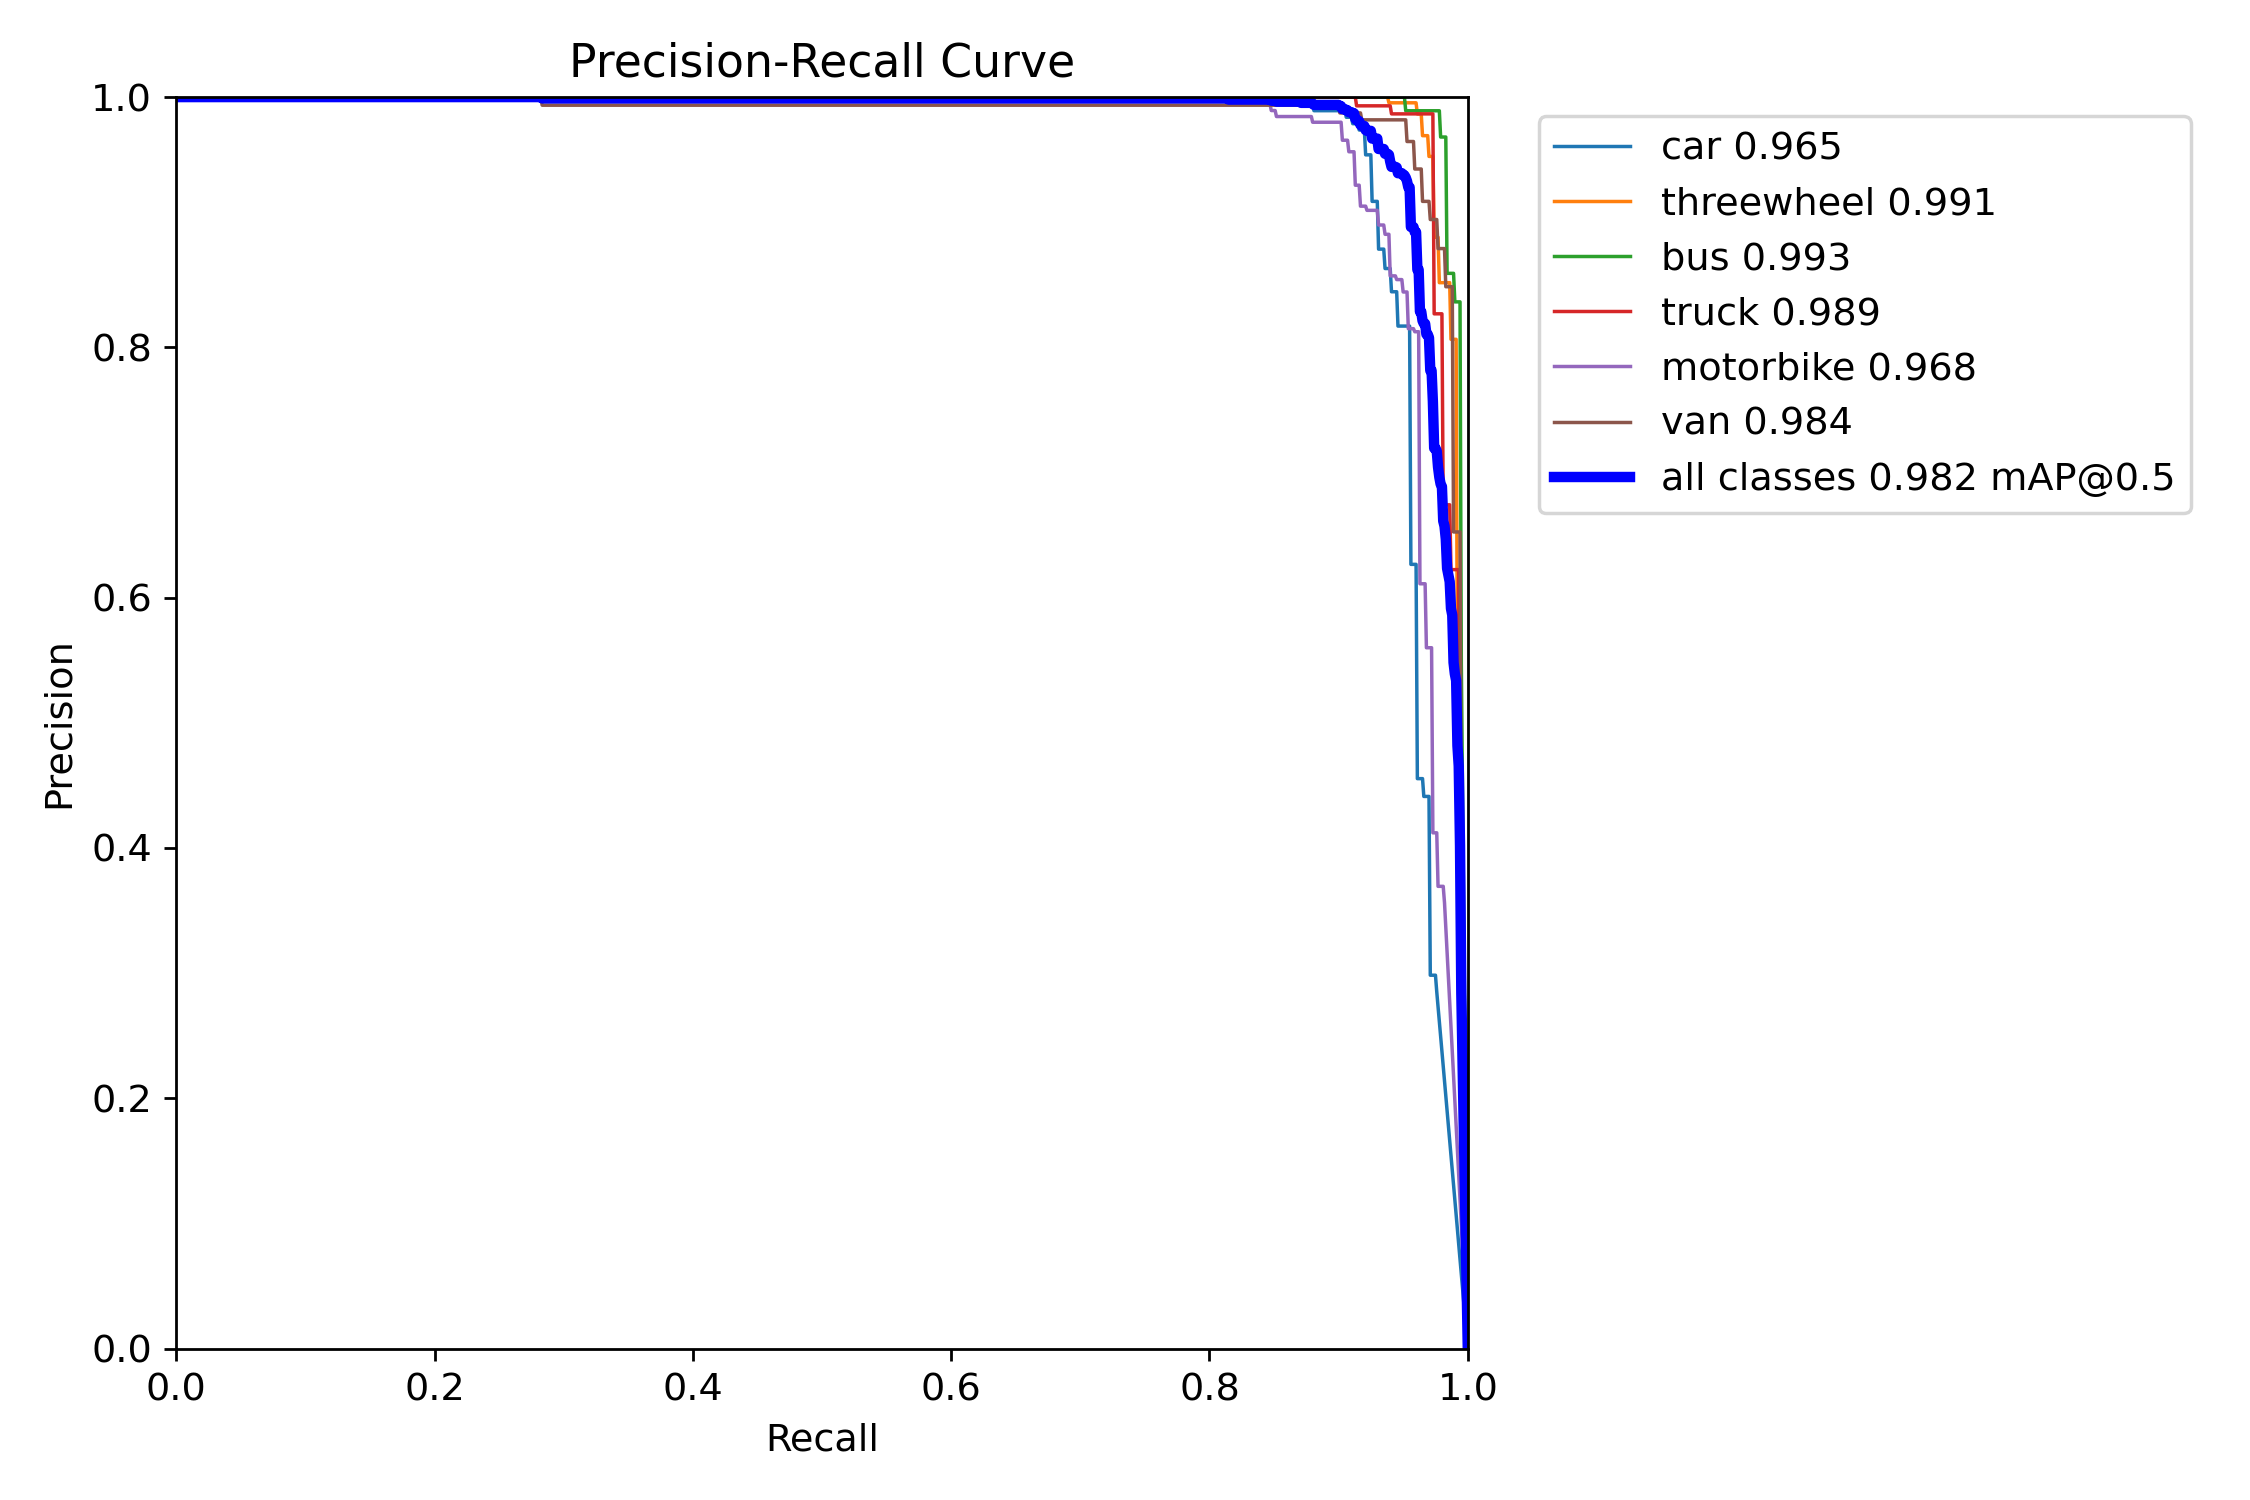 Precision-Recall Curve
1.0
0.8
0.6
0.4
0.2
0.0
Precision
0.0 0.2 0.4 0.6 0.8 1.0
Recall
car 0.965
threewheel 0.991
bus 0.993
truck 0.989
motorbike 0.968
van 0.984
all classes 0.982 mAP@0.5